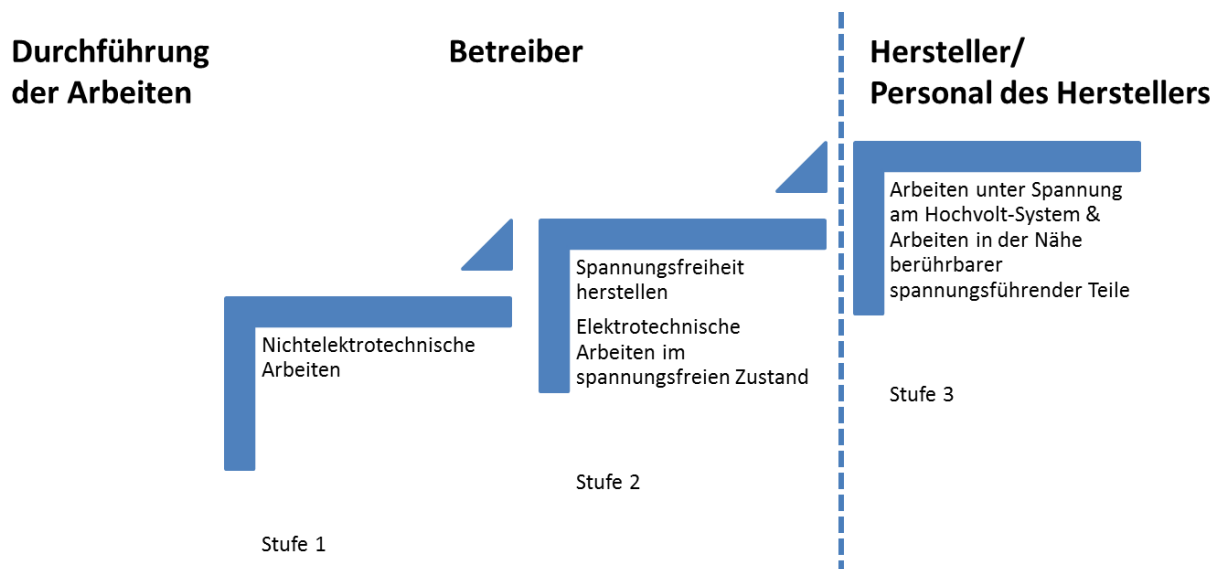 Durchführung
der Arbeiten
Betreiber
Hersteller/
Personal des Herstellers
Nichtelektrotechnische
Arbeiten
Stufe 1
Spannungsfreiheit
herstellen
Elektrotechnische
Arbeiten im
spannungsfreien Zustand
Stufe 2
Arbeiten unter Spannung
am Hochvolt-System &
Arbeiten in der Nähe
berührbarer
spannungsführender Teile
Stufe 3